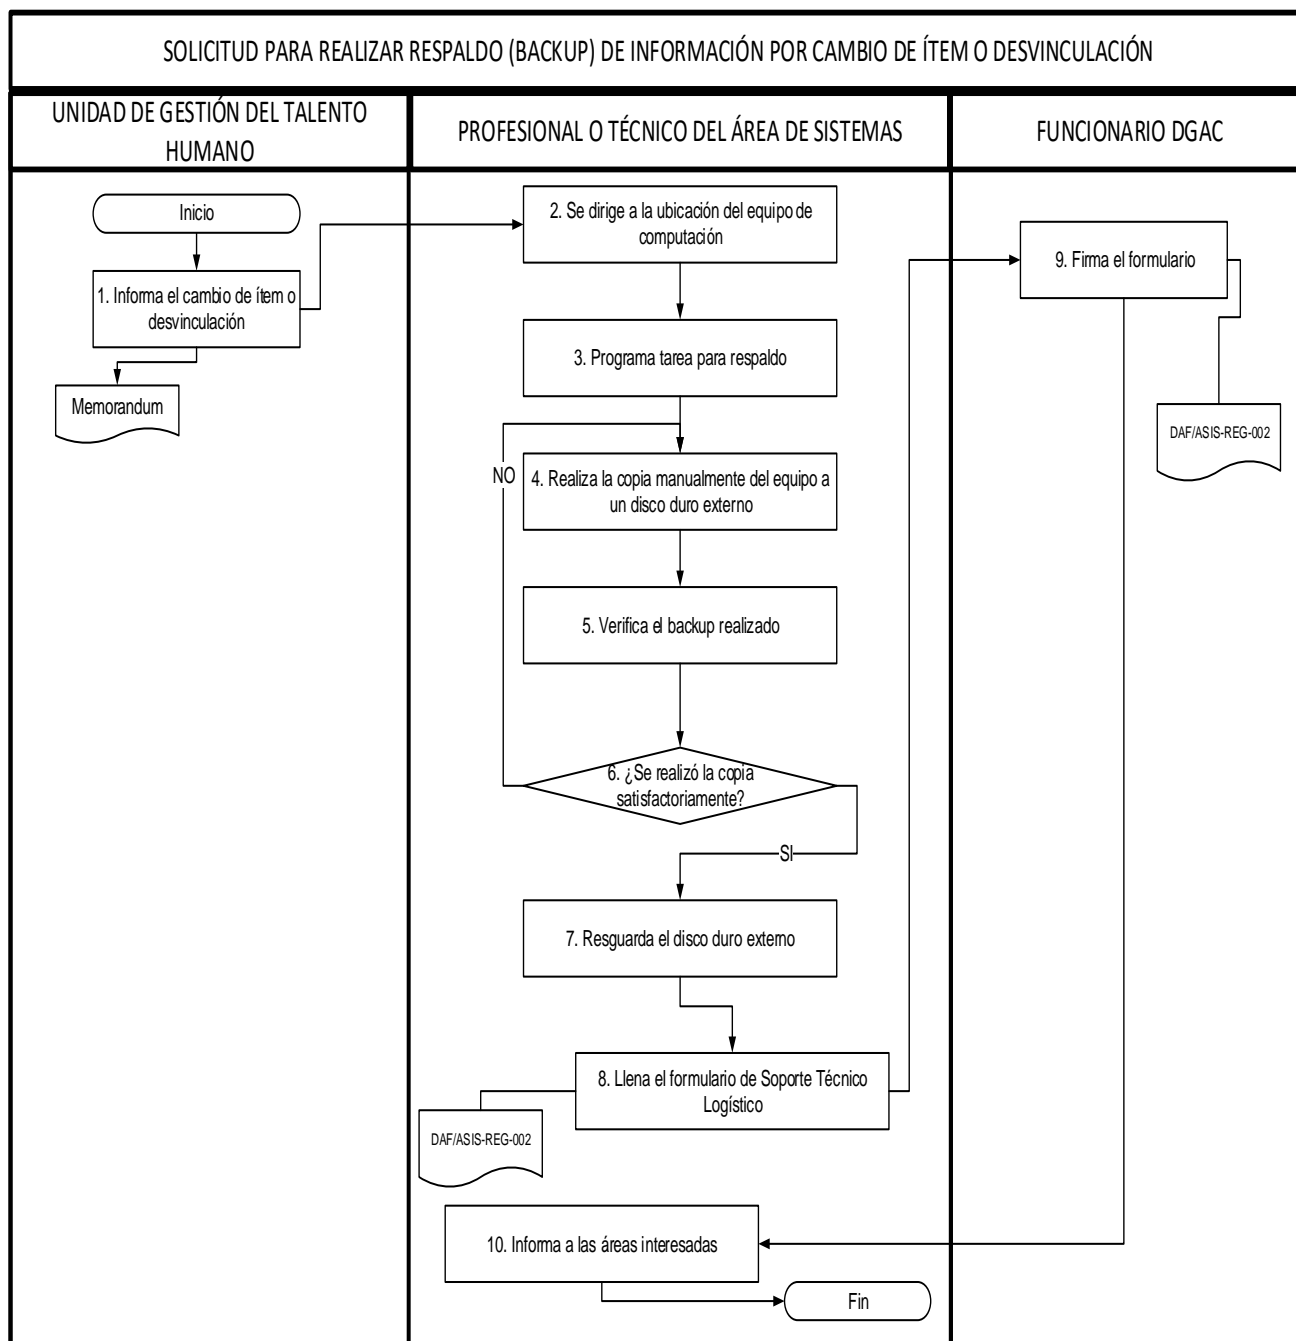 SOLICITUD PARA REALIZAR RESPALDO (BACKUP) DE INFORMACIÓN POR CAMBIO DE ÍTEM O DESVINCULACIÓN
UNIDAD DE GESTIÓN DEL TALENTO
HUMANO
PROFESIONAL O TÉCNICO DEL ÁREA DE SISTEMAS
FUNCIONARIO DGAC
Inicio
1. Informa el cambio de ítem o
desvinculación
Memorandum
2. Se dirige a la ubicación del equipo de
computación
3. Programa tarea para respaldo
NO
4. Realiza la copia manualmente del equipo a
un disco duro externo
5. Verifica el backup realizado
6. ¿Se realizó la copia
satisfactoriamente?
SI
7. Resguarda el disco duro externo
8. Llena el formulario de Soporte Técnico
Logístico
DAF/ASIS-REG-002
9. Firma el formulario
DAF/ASIS-REG-002
10. Informa a las áreas interesadas
Fin